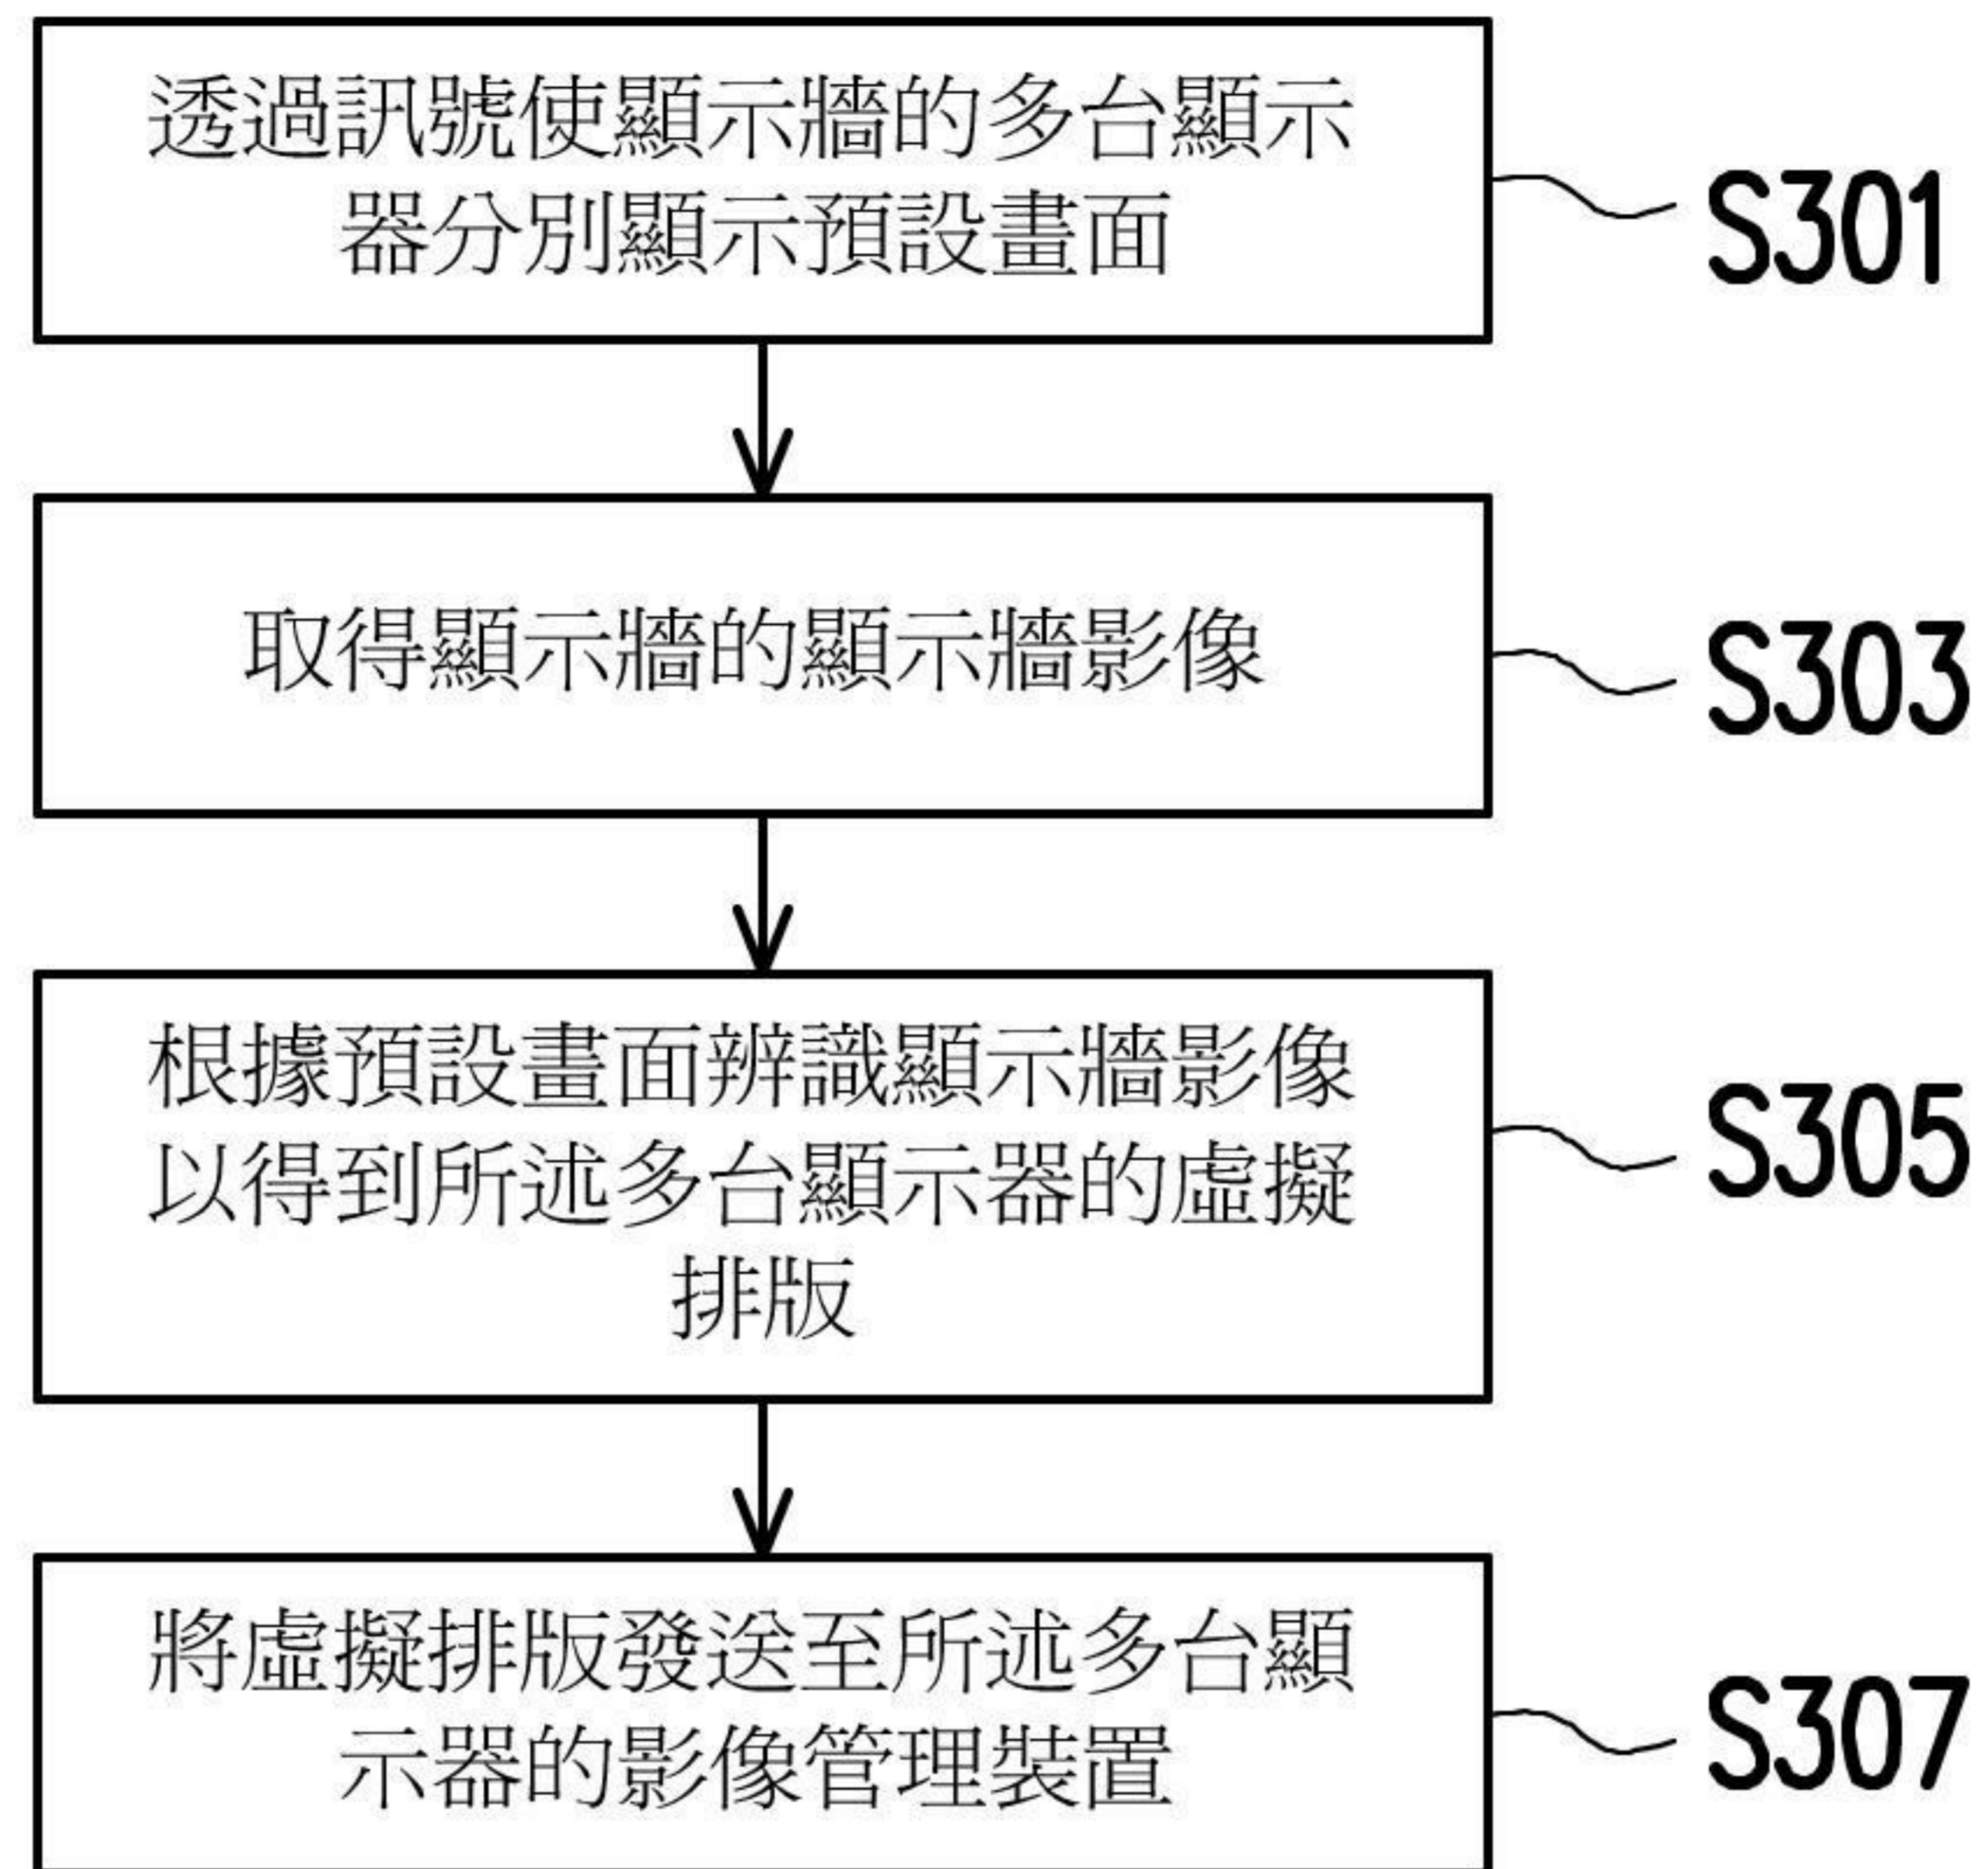 透過訊號使顯示牆的多台顯示
器分別顯示預設畫面
S301
取得顯示牆的顯示牆影像
S303
根據預設畫面辨識顯示牆影像
以得到所述多台顯示器的虛擬
排版
S305
將虛擬排版發送至所述多台顯
示器的影像管理裝置
S307